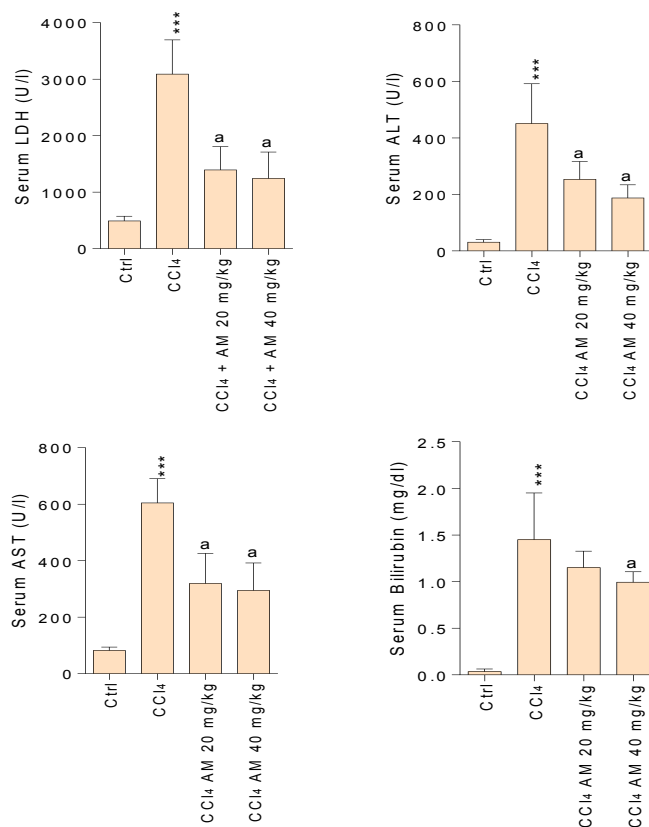 Serum LDH (U/l)
4000
3000
2000
1000
0
***
a
a
Ctrl
CCl₄
CCl₄ + AM 20 mg/kg
CCl₄ + AM 40 mg/kg
Serum ALT (U/l)
800
600
400
200
0
***
a
a
Ctrl
CCl₄
CCl₄ AM 20 mg/kg
CCl₄ AM 40 mg/kg
Serum AST (U/l)
800
600
400
200
0
***
a
a
Ctrl
CCl₄
CCl₄ AM 20 mg/kg
CCl₄ AM 40 mg/kg
Serum Bilirubin (mg/dl)
2.5
2.0
1.5
1.0
0.5
0.0
***
a
Ctrl
CCl₄
CCl₄ AM 20 mg/kg
CCl₄ AM 40 mg/kg